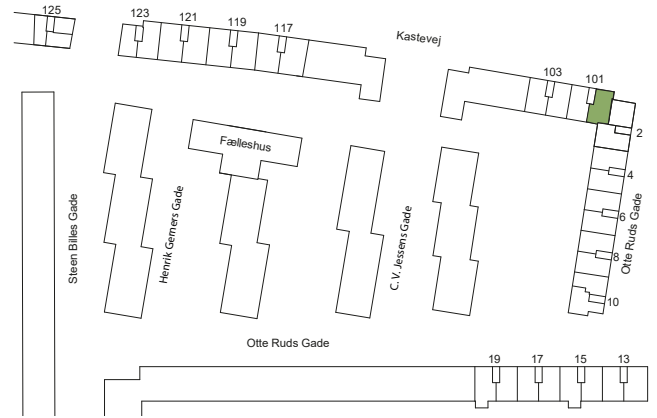 125
123
121
119
117
Kastevej
103
101
2
4
6
8
10
Fælleshus
Steen Billes Gade
Henrik Gerners Gade
C.V. Jessens Gade
Otte Ruds Gade
Otte Ruds Gade
19
17
15
13